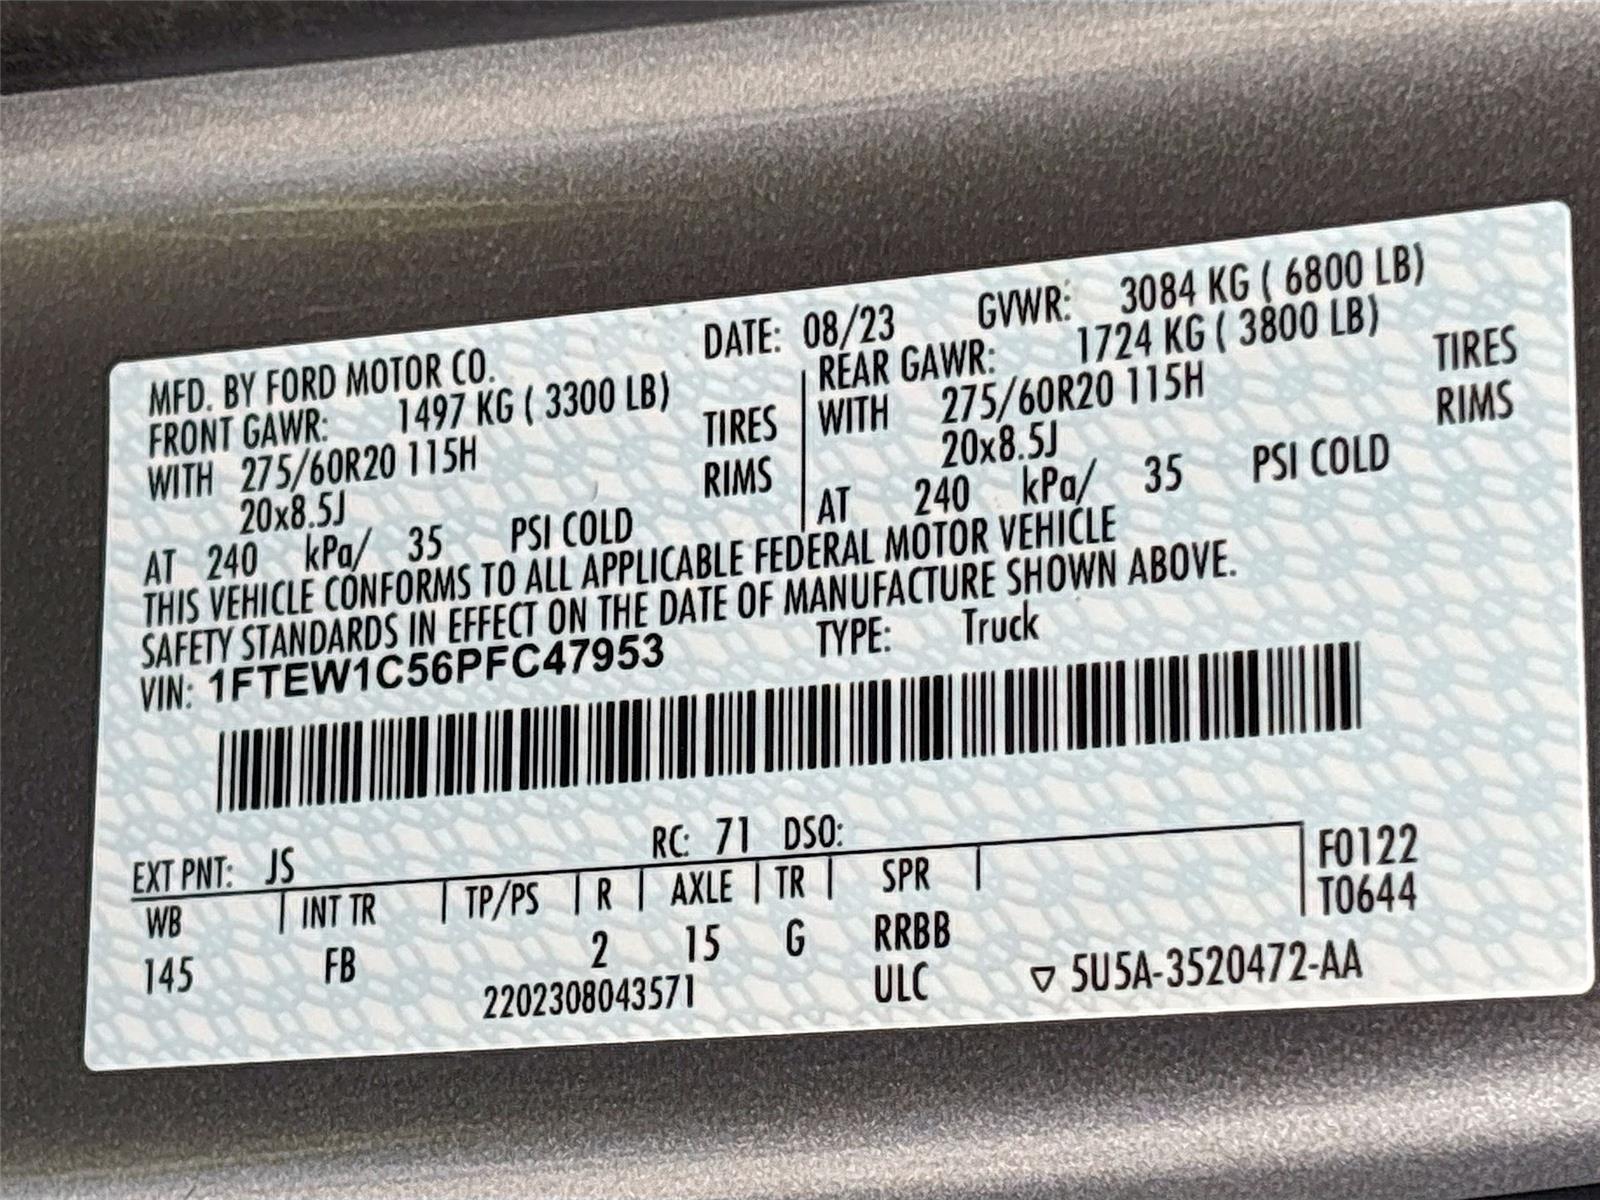 MFD. BY FORD MOTOR CO. DATE: 08/23 GVWR: 3084 KG ( 6800 LB)
FRONT GAWR: 1497 KG ( 3300 LB)
WITH 275/60R20 115H TIRES
20x8.5J RIMS
AT 240 kPa/ 35 PSI COLD
REAR GAWR: 1724 KG ( 3800 LB)
WITH 275/60R20 115H TIRES
20x8.5J RIMS
AT 240 kPa/ 35 PSI COLD
THIS VEHICLE CONFORMS TO ALL APPLICABLE FEDERAL MOTOR VEHICLE
SAFETY STANDARDS IN EFFECT ON THE DATE OF MANUFACTURE SHOWN ABOVE.
VIN: 1FTEW1C56PFC47953 TYPE: Truck
EXT PNT: JS RC: 71 DSO:
WB INT TR TP/PS R AXLE TR SPR F0122
T0644
145 FB 2 15 G RRBB
2202308043571 ULC ▽ 5U5A-3520472-AA